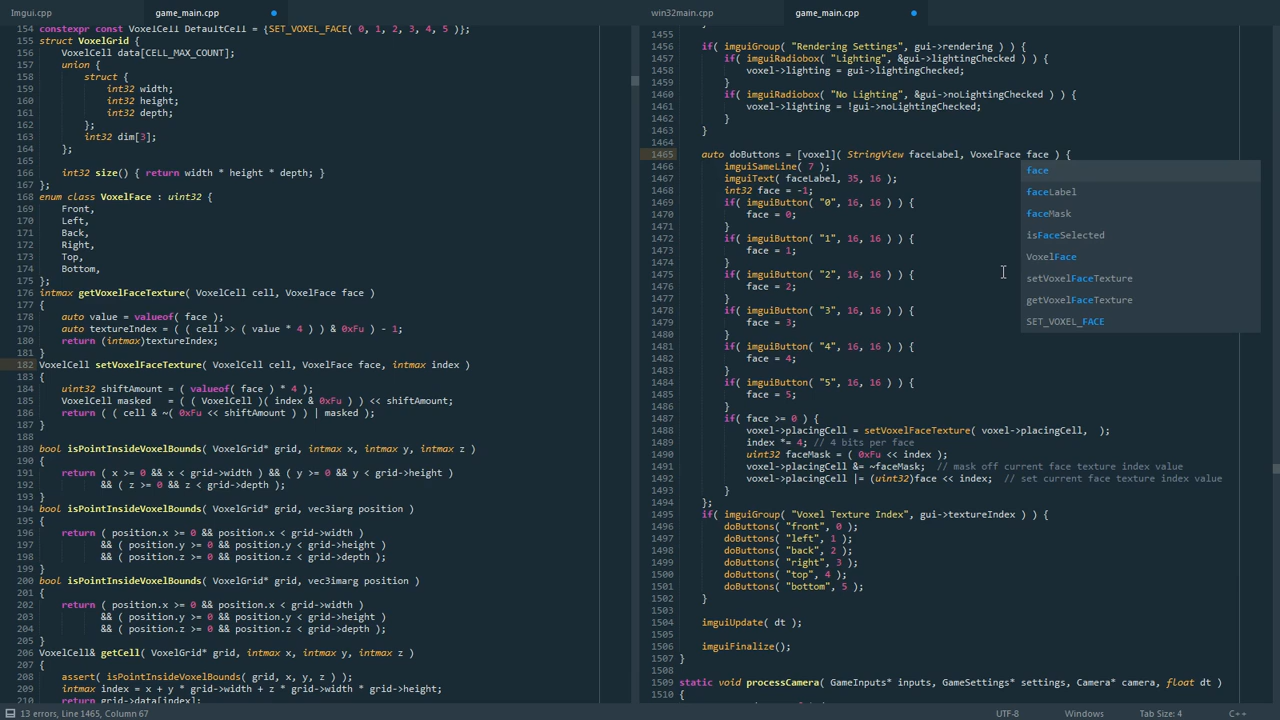 Imgui.cpp
game_main.cpp
154 constexpr const VoxelCell DefaultCell = {SET_VOXEL_FACE( 0, 1, 2, 3, 4, 5 )};
155 struct VoxelGrid {
156 VoxelCell data[CELL_MAX_COUNT];
157 union {
158 struct {
159 int32 width;
160 int32 height;
161 int32 depth;
162 };
163 int32 dim[3];
164 };
165
166 int32 size() { return width * height * depth; }
167 };
168 enum class VoxelFace : uint32 {
169 Front,
170 Left,
171 Back,
172 Right,
173 Top,
174 Bottom,
175 };
176 intmax getVoxelFaceTexture( VoxelCell cell, VoxelFace face )
177 {
178 auto value = valueof( face );
179 auto textureIndex = ( ( cell >> ( value * 4 ) ) & 0xFu ) - 1;
180 return (intmax)textureIndex;
181 }
182 VoxelCell setVoxelFaceTexture( VoxelCell cell, VoxelFace face, intmax index )
183 {
184 uint32 shiftAmount = ( valueof( face ) * 4 );
185 VoxelCell masked = ( ( VoxelCell )( index & 0xFu ) ) << shiftAmount;
186 return ( ( cell & ~( 0xFu << shiftAmount ) ) | masked );
187 }
188
189 bool isPointInsideVoxelBounds( VoxelGrid* grid, intmax x, intmax y, intmax z )
190 {
191 return ( x >= 0 && x < grid->width ) && ( y >= 0 && y < grid->height )
192 && ( z >= 0 && z < grid->depth );
193 }
194 bool isPointInsideVoxelBounds( VoxelGrid* grid, vec3iarg position )
195 {
196 return ( position.x >= 0 && position.x < grid->width )
197 && ( position.y >= 0 && position.y < grid->height )
198 && ( position.z >= 0 && position.z < grid->depth );
199 }
200 bool isPointInsideVoxelBounds( VoxelGrid* grid, vec3imarg position )
201 {
202 return ( position.x >= 0 && position.x < grid->width )
203 && ( position.y >= 0 && position.y < grid->height )
204 && ( position.z >= 0 && position.z < grid->depth );
205 }
206 VoxelCell& getCell( VoxelGrid* grid, intmax x, intmax y, intmax z )
207 {
208 assert( isPointInsideVoxelBounds( grid, x, y, z ) );
209 intmax index = x + y * grid->width + z * grid->width * grid->height;
210 return grid->data[index];
win32main.cpp
game_main.cpp
1455
1456 if( imguiGroup( "Rendering Settings", gui->rendering ) ) {
1457 if( imguiRadiobox( "Lighting", &gui->lightingChecked ) ) {
1458 voxel->lighting = gui->lightingChecked;
1459 }
1460 if( imguiRadiobox( "No Lighting", &gui->noLightingChecked ) ) {
1461 voxel->lighting = !gui->noLightingChecked;
1462 }
1463 }
1464
1465 auto doButtons = [voxel]( StringView faceLabel, VoxelFace face ) {
1466 imguiSameLine( 7 );
1467 imguiText( faceLabel, 35, 16 );
1468 int32 face = -1;
1469 if( imguiButton( "0", 16, 16 ) ) {
1470 face = 0;
1471 }
1472 if( imguiButton( "1", 16, 16 ) ) {
1473 face = 1;
1474 }
1475 if( imguiButton( "2", 16, 16 ) ) {
1476 face = 2;
1477 }
1478 if( imguiButton( "3", 16, 16 ) ) {
1479 face = 3;
1480 }
1481 if( imguiButton( "4", 16, 16 ) ) {
1482 face = 4;
1483 }
1484 if( imguiButton( "5", 16, 16 ) ) {
1485 face = 5;
1486 }
1487 if( face >= 0 ) {
1488 voxel->placingCell = setVoxelFaceTexture( voxel->placingCell, );
1489 index *= 4; // 4 bits per face
1490 uint32 faceMask = ( 0xFu << index );
1491 voxel->placingCell &= ~faceMask; // mask off current face texture index value
1492 voxel->placingCell |= (uint32)face << index; // set current face texture index value
1493 }
1494 };
1495 if( imguiGroup( "Voxel Texture Index", gui->textureIndex ) ) {
1496 doButtons( "front", 0 );
1497 doButtons( "left", 1 );
1498 doButtons( "back", 2 );
1499 doButtons( "right", 3 );
1500 doButtons( "top", 4 );
1501 doButtons( "bottom", 5 );
1502 }
1503
1504 imguiUpdate( dt );
1505
1506 imguiFinalize();
1507 }
1508
1509 static void processCamera( GameInputs* inputs, GameSettings* settings, Camera* camera, float dt )
1510 {
face
faceLabel
faceMask
isFaceSelected
VoxelFace
setVoxelFaceTexture
getVoxelFaceTexture
SET_VOXEL_FACE
13 errors, Line 1465, Column 67
UTF-8
Windows
Tab Size: 4
C++